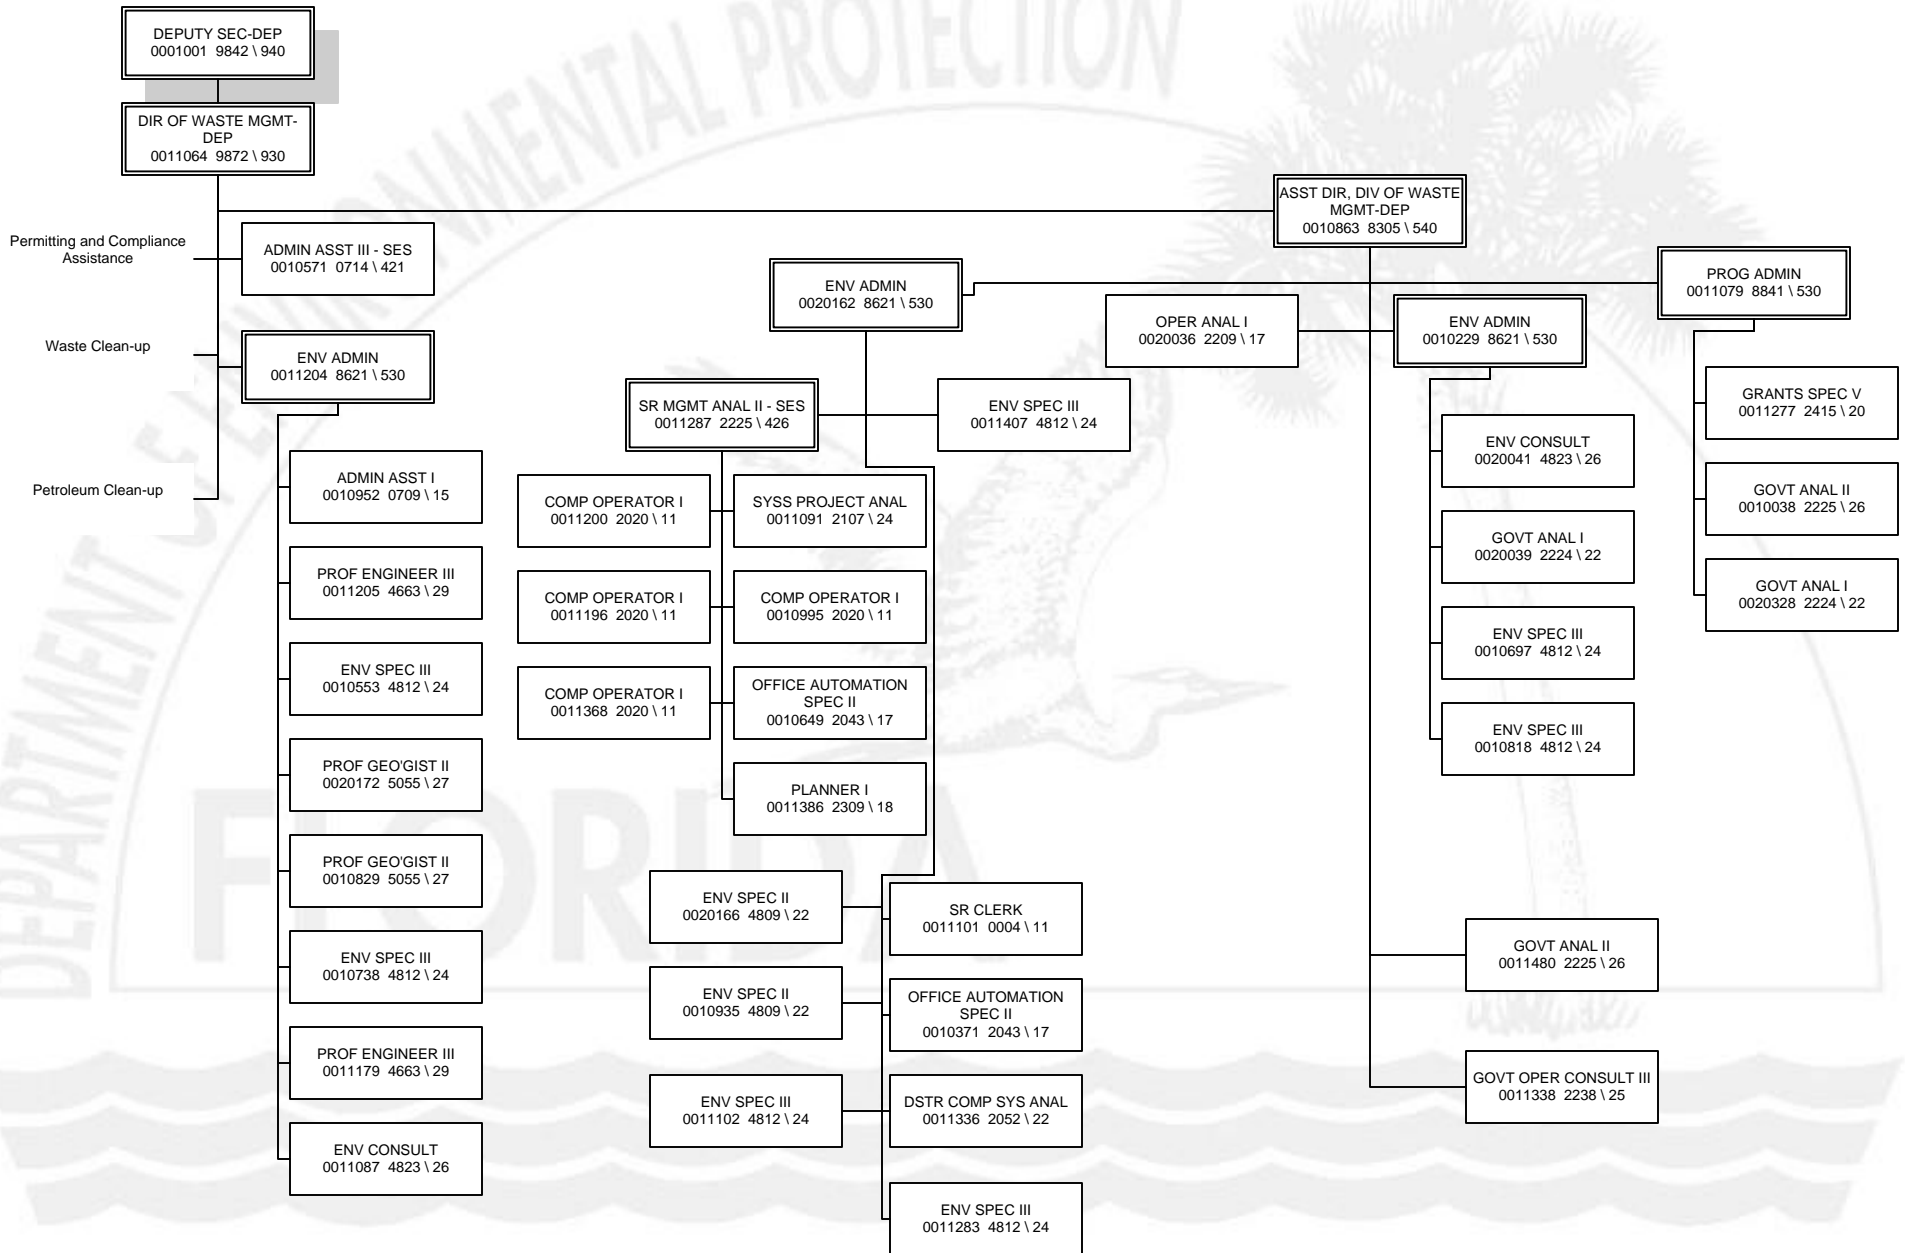 DEPARTMENT OF ENVIRONMENTAL PROTECTION
FLORIDA
DEPUTY SEC-DEP
0001001 9842 \ 940
DIR OF WASTE MGMT-
DEP
0011064 9872 \ 930
ASST DIR, DIV OF WASTE
MGMT-DEP
0010863 8305 \ 540
Permitting and Compliance
Assistance
ADMIN ASST III - SES
0010571 0714 \ 421
Waste Clean-up
ENV ADMIN
0011204 8621 \ 530
Petroleum Clean-up
ADMIN ASST I
0010952 0709 \ 15
PROF ENGINEER III
0011205 4663 \ 29
ENV SPEC III
0010553 4812 \ 24
PROF GEO'GIST II
0020172 5055 \ 27
PROF GEO'GIST II
0010829 5055 \ 27
ENV SPEC III
0010738 4812 \ 24
PROF ENGINEER III
0011179 4663 \ 29
ENV CONSULT
0011087 4823 \ 26
ENV ADMIN
0020162 8621 \ 530
SR MGMT ANAL II - SES
0011287 2225 \ 426
ENV SPEC III
0011407 4812 \ 24
COMP OPERATOR I
0011200 2020 \ 11
SYSS PROJECT ANAL
0011091 2107 \ 24
COMP OPERATOR I
0011196 2020 \ 11
COMP OPERATOR I
0010995 2020 \ 11
COMP OPERATOR I
0011368 2020 \ 11
OFFICE AUTOMATION
SPEC II
0010649 2043 \ 17
PLANNER I
0011386 2309 \ 18
ENV SPEC II
0020166 4809 \ 22
SR CLERK
0011101 0004 \ 11
ENV SPEC II
0010935 4809 \ 22
OFFICE AUTOMATION
SPEC II
0010371 2043 \ 17
ENV SPEC III
0011102 4812 \ 24
DSTR COMP SYS ANAL
0011336 2052 \ 22
ENV SPEC III
0011283 4812 \ 24
OPER ANAL I
0020036 2209 \ 17
ENV ADMIN
0010229 8621 \ 530
ENV CONSULT
0020041 4823 \ 26
GOVT ANAL I
0020039 2224 \ 22
ENV SPEC III
0010697 4812 \ 24
ENV SPEC III
0010818 4812 \ 24
PROG ADMIN
0011079 8841 \ 530
GRANTS SPEC V
0011277 2415 \ 20
GOVT ANAL II
0010038 2225 \ 26
GOVT ANAL I
0020328 2224 \ 22
GOVT ANAL II
0011480 2225 \ 26
GOVT OPER CONSULT III
0011338 2238 \ 25